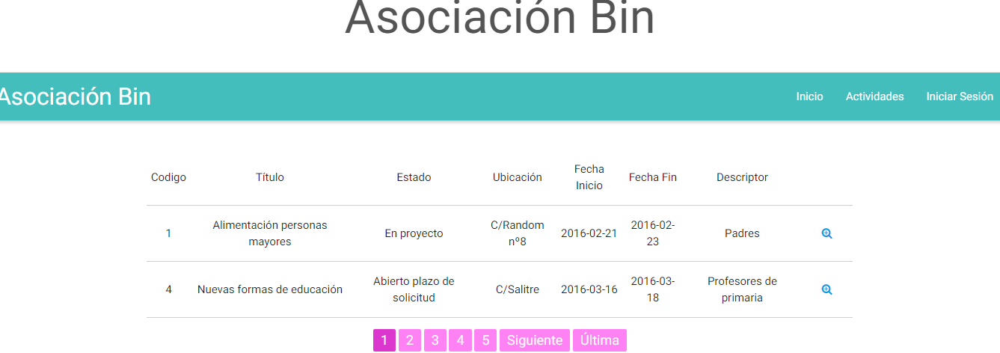 Asociación Bin
Asociación Bin Inicio Actividades Iniciar Sesión
Codigo Título Estado Ubicación Fecha Inicio Fecha Fin Descriptor
1 Alimentación personas mayores En proyecto C/Random nº8 2016-02-21 2016-02-23 Padres
4 Nuevas formas de educación Abierto plazo de solicitud C/Salitre 2016-03-16 2016-03-18 Profesores de primaria
1 2 3 4 5 Siguiente Última